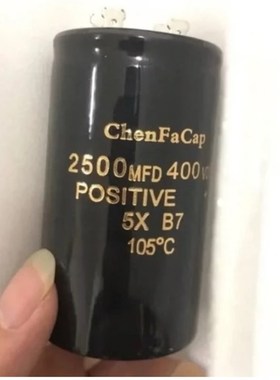 ChenFaCap
2500MFD 400
POSITIVE
5X B7
105°C